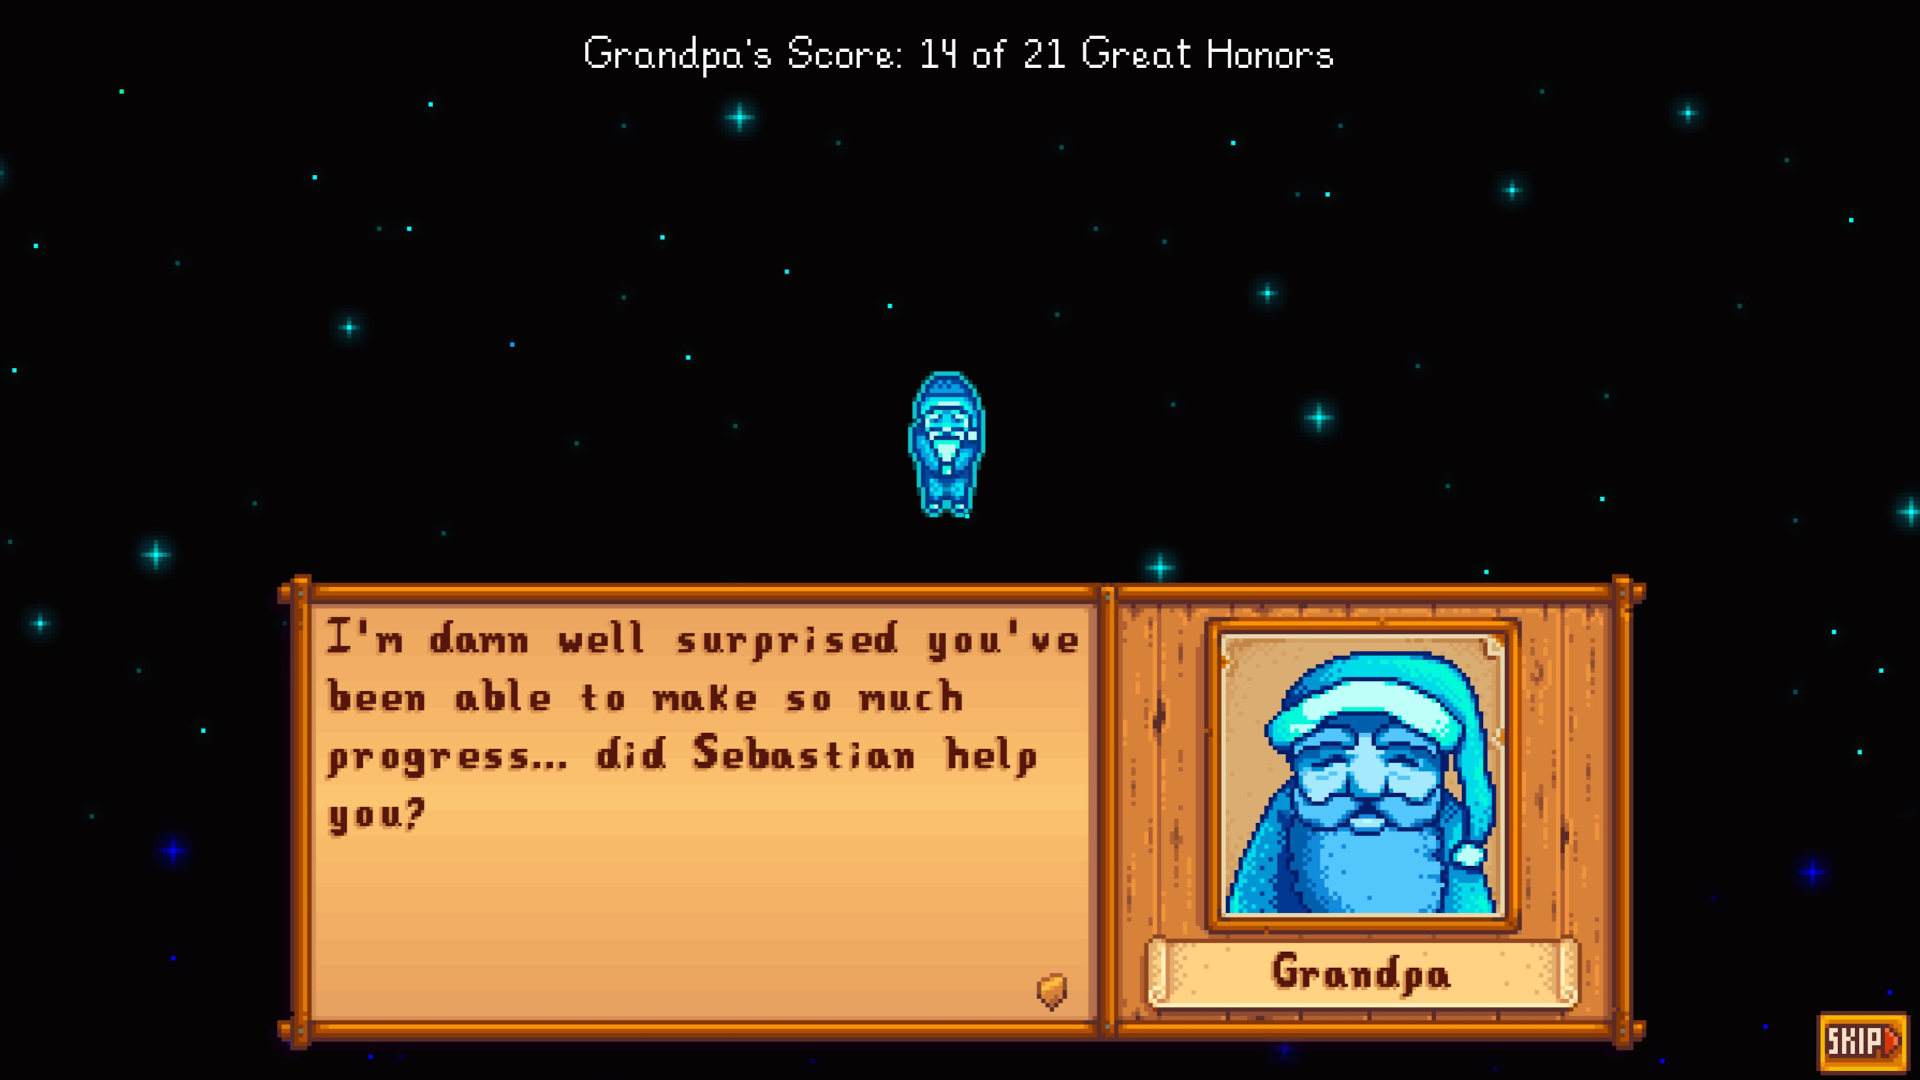 Grandpa's Score: 14 of 21 Great Honors
I'm damn well surprised you've
been able to make so much
progress... did Sebastian help
you?
Grandpa
SKIP